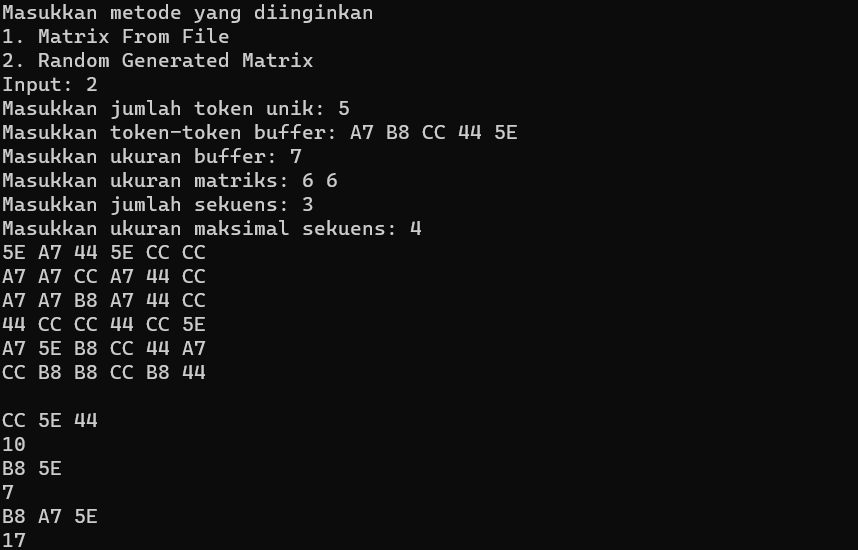 Masukkan metode yang diinginkan
1. Matrix From File
2. Random Generated Matrix
Input: 2
Masukkan jumlah token unik: 5
Masukkan token-token buffer: A7 B8 CC 44 5E
Masukkan ukuran buffer: 7
Masukkan ukuran matriks: 6 6
Masukkan jumlah sekuens: 3
Masukkan ukuran maksimal sekuens: 4
5E A7 44 5E CC CC
A7 A7 CC A7 44 CC
A7 A7 B8 A7 44 CC
44 CC CC 44 CC 5E
A7 5E B8 CC 44 A7
CC B8 B8 CC B8 44
CC 5E 44
10
B8 5E
7
B8 A7 5E
17